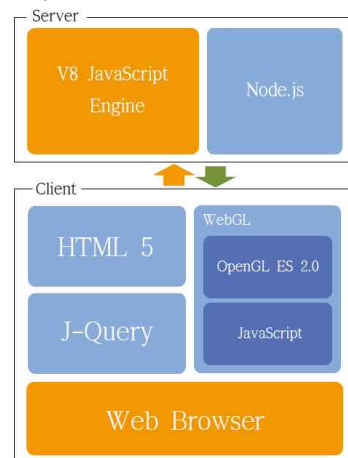 Server
V8 JavaScript
Engine
Node.js
Client
HTML 5
WebGL
OpenGL ES 2.0
J-Query
JavaScript
Web Browser